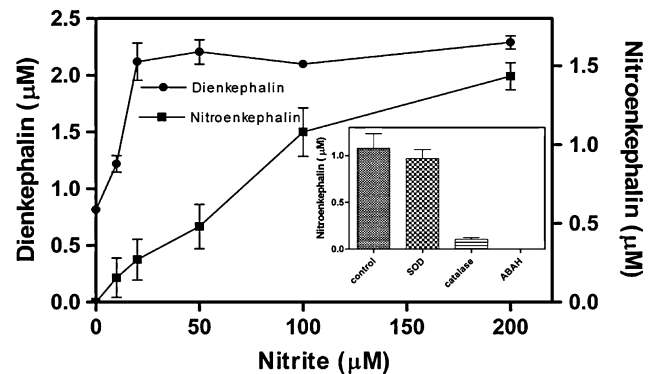 Dienkephalin (μM)
2.5
2.0
1.5
1.0
0.5
0.0
Dienkephalin
Nitroenkephalin
Nitroenkephalin (μM)
1.0
0.5
0.0
control
SOD
catalase
ABAH
1.5
1.0
0.5
0.0
Nitroenkephalin (μM)
0
50
100
150
200
Nitrite (μM)